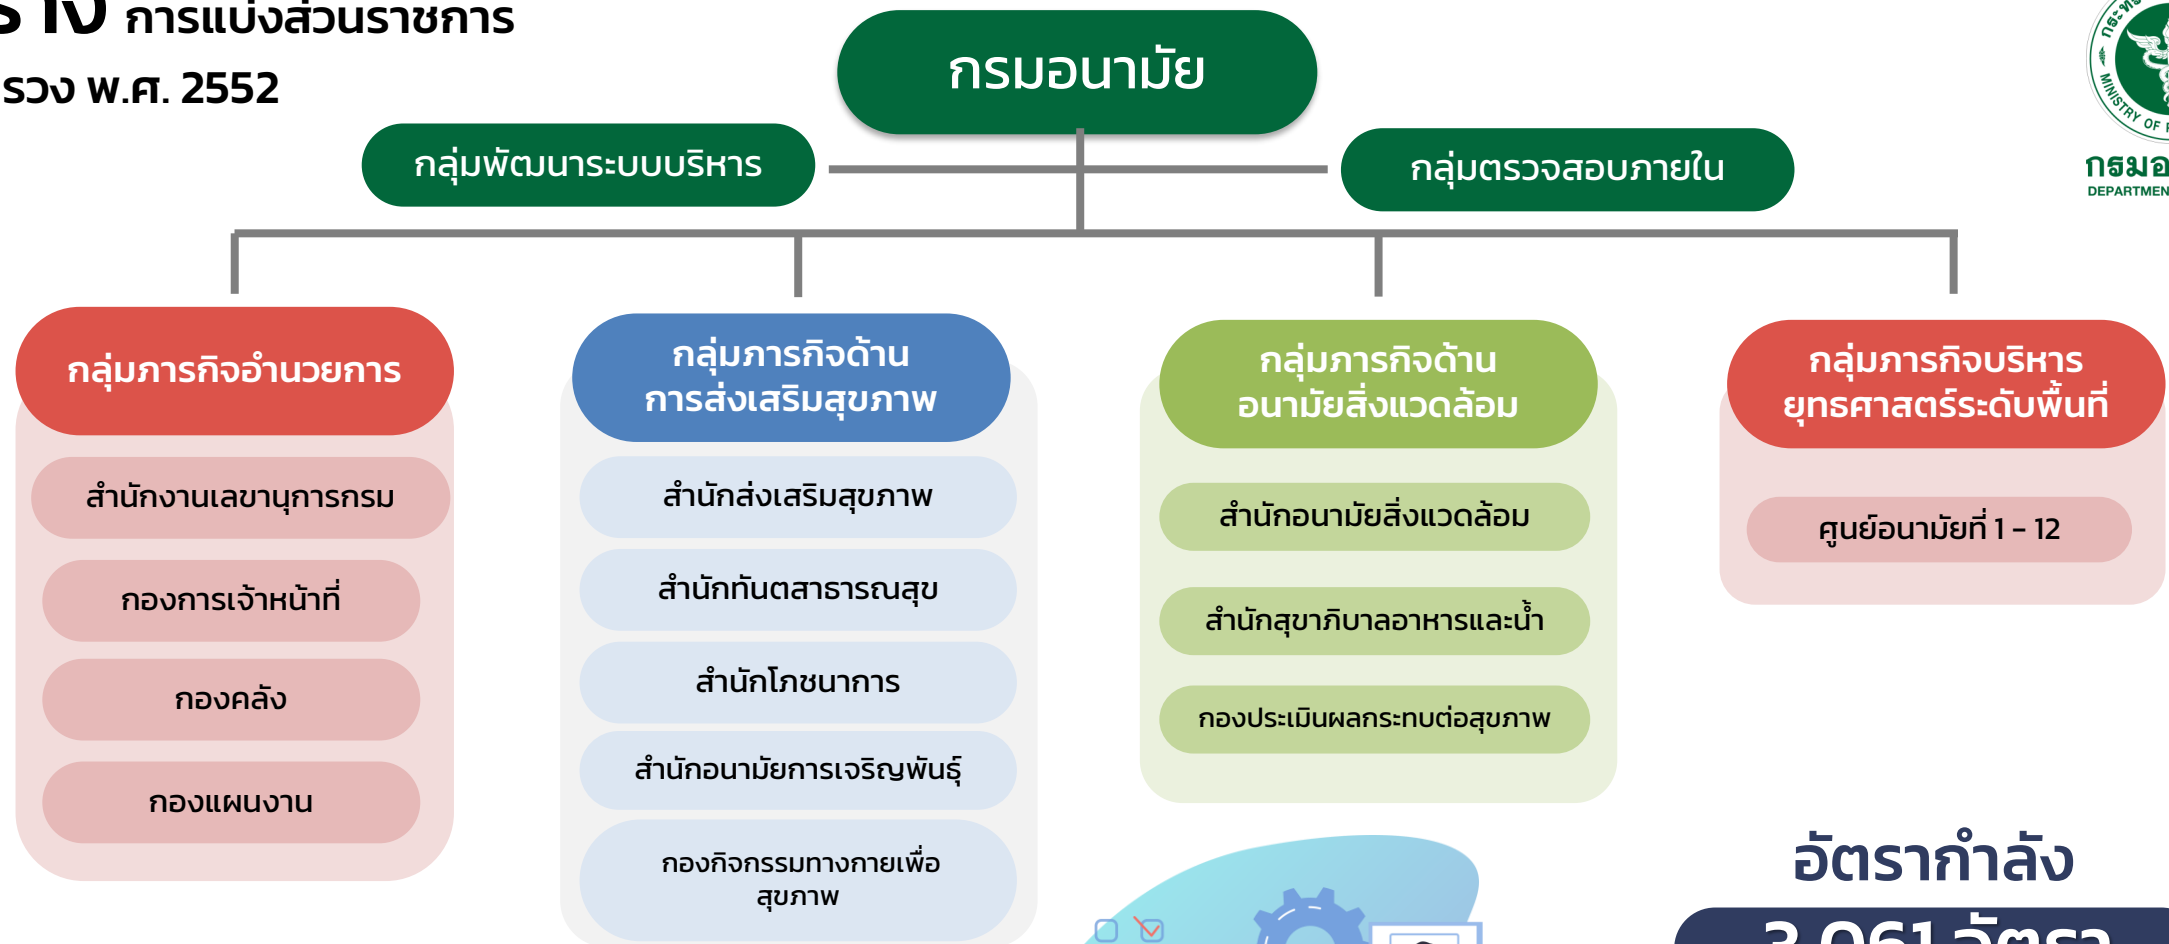 การแบ่งส่วนราชการ
พ.ศ. 2552
กรมอนามัย
กลุ่มพัฒนาระบบบริหาร
กลุ่มตรวจสอบภายใน
กลุ่มภารกิจอำนวยการ
สำนักงานเลขานุการกรม
กองการเจ้าหน้าที่
กองคลัง
กองแผนงาน
กลุ่มภารกิจด้าน
การส่งเสริมสุขภาพ
สำนักส่งเสริมสุขภาพ
สำนักทันตสาธารณสุข
สำนักโภชนาการ
สำนักอนามัยการเจริญพันธุ์
กองกิจกรรมทางกายเพื่อ
สุขภาพ
กลุ่มภารกิจด้าน
อนามัยสิ่งแวดล้อม
สำนักอนามัยสิ่งแวดล้อม
สำนักสุขาภิบาลอาหารและน้ำ
กองประเมินผลกระทบต่อสุขภาพ
กลุ่มภารกิจบริหาร
ยุทธศาสตร์ระดับพื้นที่
ศูนย์อนามัยที่ 1 - 12
อัตรากำลัง
3,061 อัตรา
MINISTRY OF